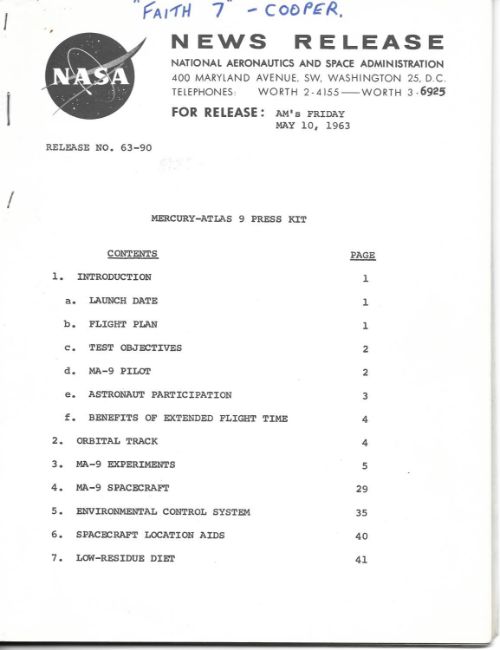 "FAITH 7" - COOPER.
NASA
NEWS RELEASE
NATIONAL AERONAUTICS AND SPACE ADMINISTRATION
400 MARYLAND AVENUE, SW, WASHINGTON 25, D.C.
TELEPHONES: WORTH 2-4155 — WORTH 3-6925
FOR RELEASE: AM's FRIDAY
MAY 10, 1963
RELEASE NO. 63-90
MERCURY-ATLAS 9 PRESS KIT
CONTENTS PAGE
1. INTRODUCTION 1
a. LAUNCH DATE 1
b. FLIGHT PLAN 1
c. TEST OBJECTIVES 2
d. MA-9 PILOT 2
e. ASTRONAUT PARTICIPATION 3
f. BENEFITS OF EXTENDED FLIGHT TIME 4
2. ORBITAL TRACK 4
3. MA-9 EXPERIMENTS 5
4. MA-9 SPACECRAFT 29
5. ENVIRONMENTAL CONTROL SYSTEM 35
6. SPACECRAFT LOCATION AIDS 40
7. LOW-RESIDUE DIET 41